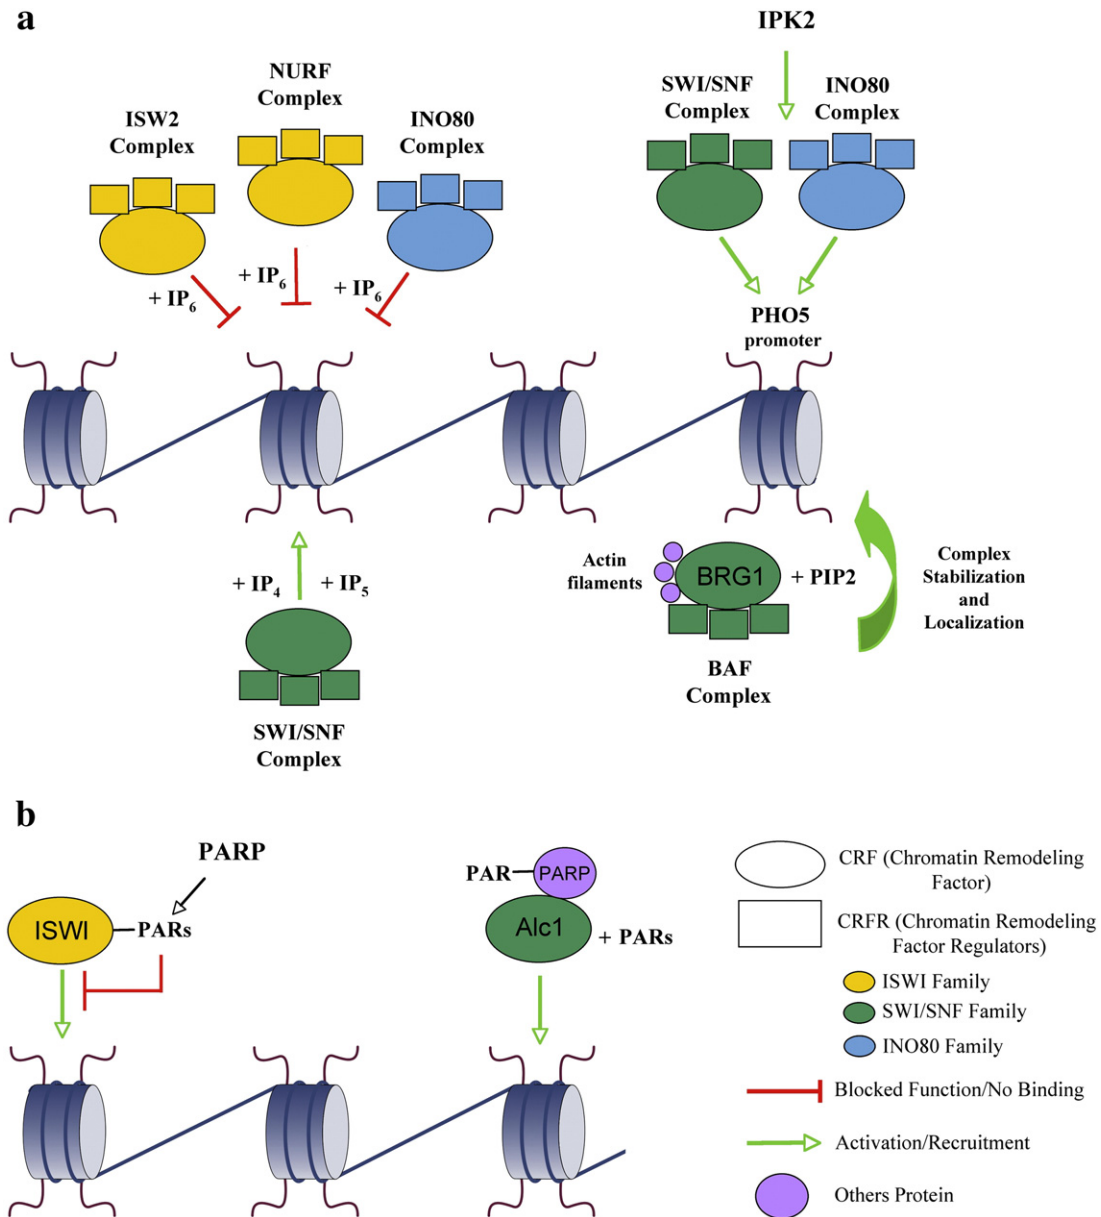 a
IPK2
NURF
Complex
SWI/SNF
Complex
INO80
Complex
ISW2
Complex
INO80
Complex
+ IP6
+ IP6
+ IP6
PHO5
promoter
+ IP4
+ IP5
SWI/SNF
Complex
Actin
filaments
BRG1
+ PIP2
BAF
Complex
Complex
Stabilization
and
Localization
b
PARP
ISWI
PARs
PAR
PARP
Alc1
+ PARs
CRF (Chromatin Remodeling
Factor)
CRFR (Chromatin Remodeling
Factor Regulators)
ISWI Family
SWI/SNF Family
INO80 Family
Blocked Function/No Binding
Activation/Recruitment
Others Protein